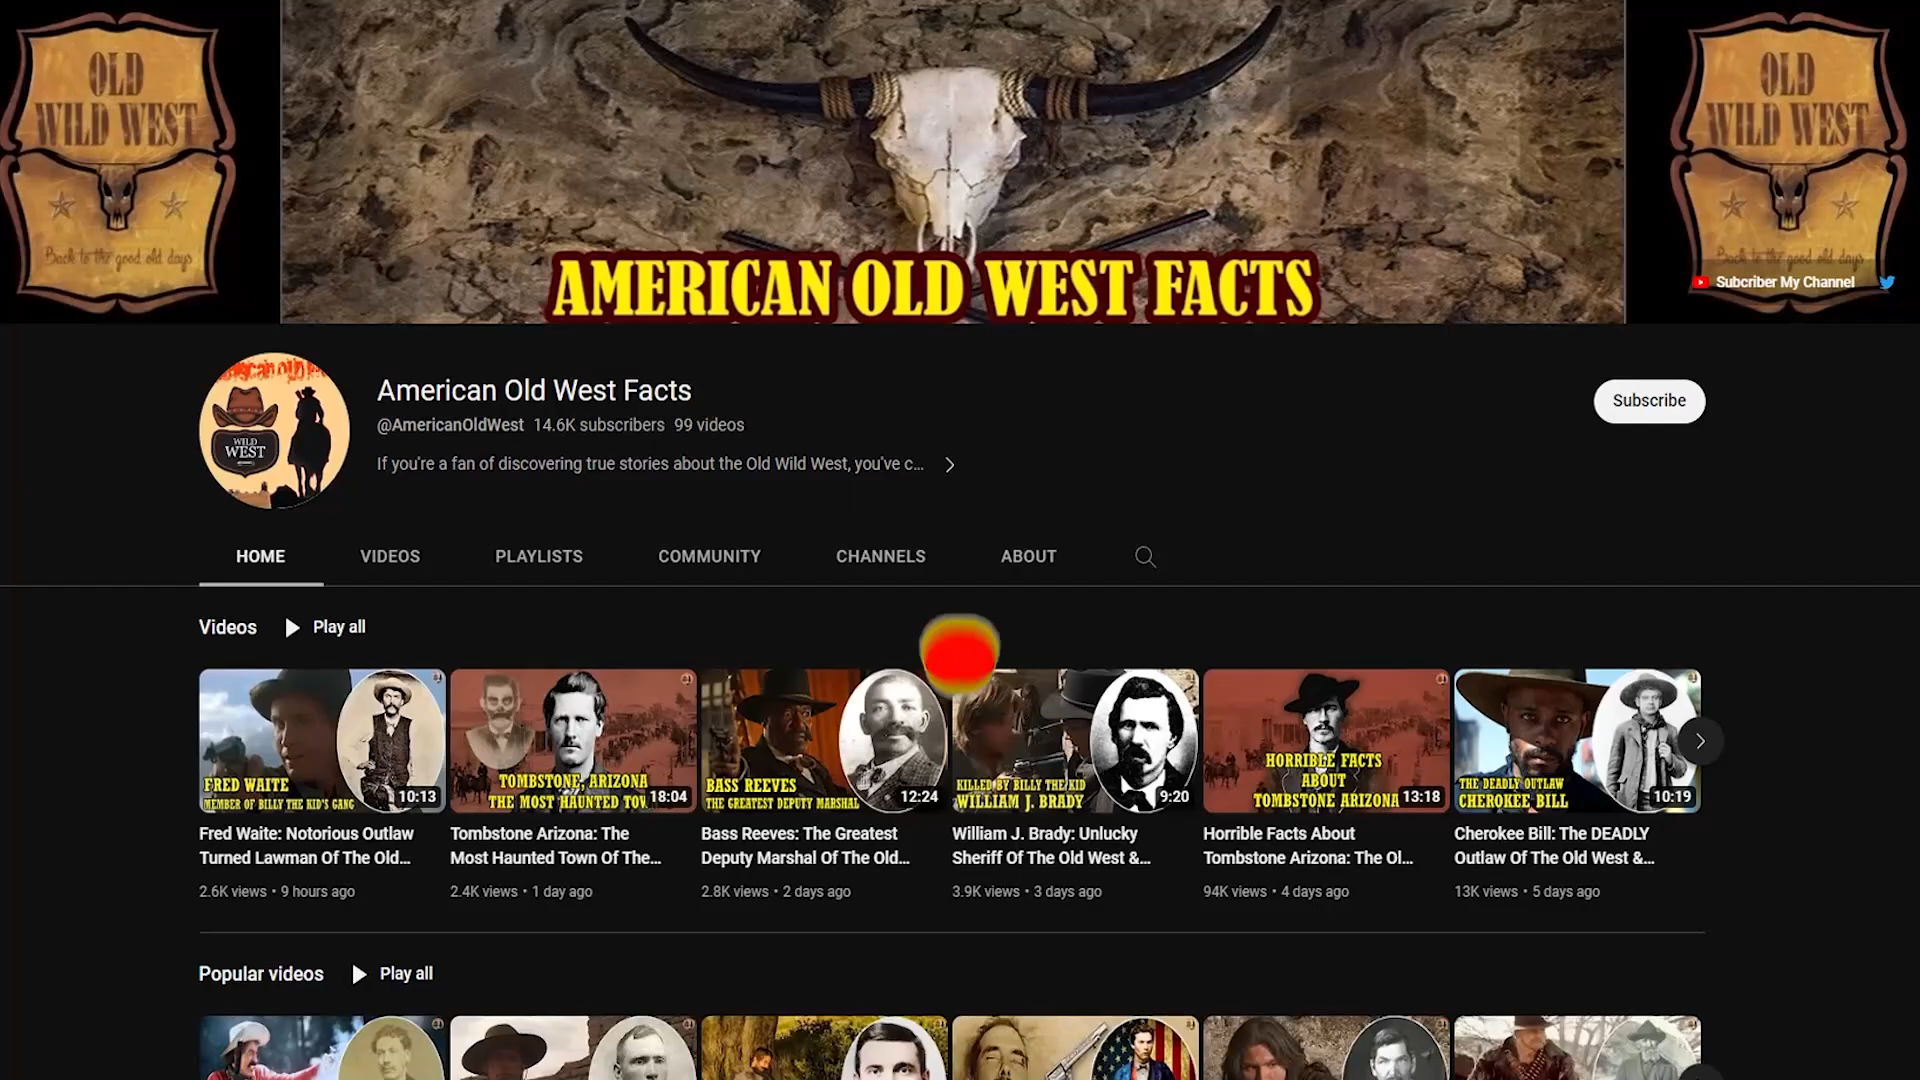 OLD
WILD WEST
Back to the good old days
OLD
WILD WEST
Back to the good old days
Subcriber My Channel
AMERICAN OLD WEST FACTS
WILD
WEST
American Old West Facts
@AmericanOldWest 14.6K subscribers 99 videos
If you're a fan of discovering true stories about the Old Wild West, you've c...
Subscribe
HOME VIDEOS PLAYLISTS COMMUNITY CHANNELS ABOUT
Videos Play all
FRED WAITE
MEMBER OF BILLY THE KID'S GANG
10:13
TOMBSTONE, ARIZONA
THE MOST HAUNTED
18:04
BASS REEVES
THE GREATEST DEPUTY MARSHAL
12:24
KILLED BY BILLY THE KID
WILLIAM J. BRADY
9:20
HORRIBLE FACTS
ABOUT
TOMBSTONE ARIZONA
13:18
THE DEADLY OUTLAW
CHEROKEE BILL
10:19
Fred Waite: Notorious Outlaw
Turned Lawman Of The Old...
2.6K views • 9 hours ago
Tombstone Arizona: The
Most Haunted Town Of The...
2.4K views • 1 day ago
Bass Reeves: The Greatest
Deputy Marshal Of The Old...
2.8K views • 2 days ago
William J. Brady: Unlucky
Sheriff Of The Old West &...
3.9K views • 3 days ago
Horrible Facts About
Tombstone Arizona: The Ol...
94K views • 4 days ago
Cherokee Bill: The DEADLY
Outlaw Of The Old West &...
13K views • 5 days ago
Popular videos Play all